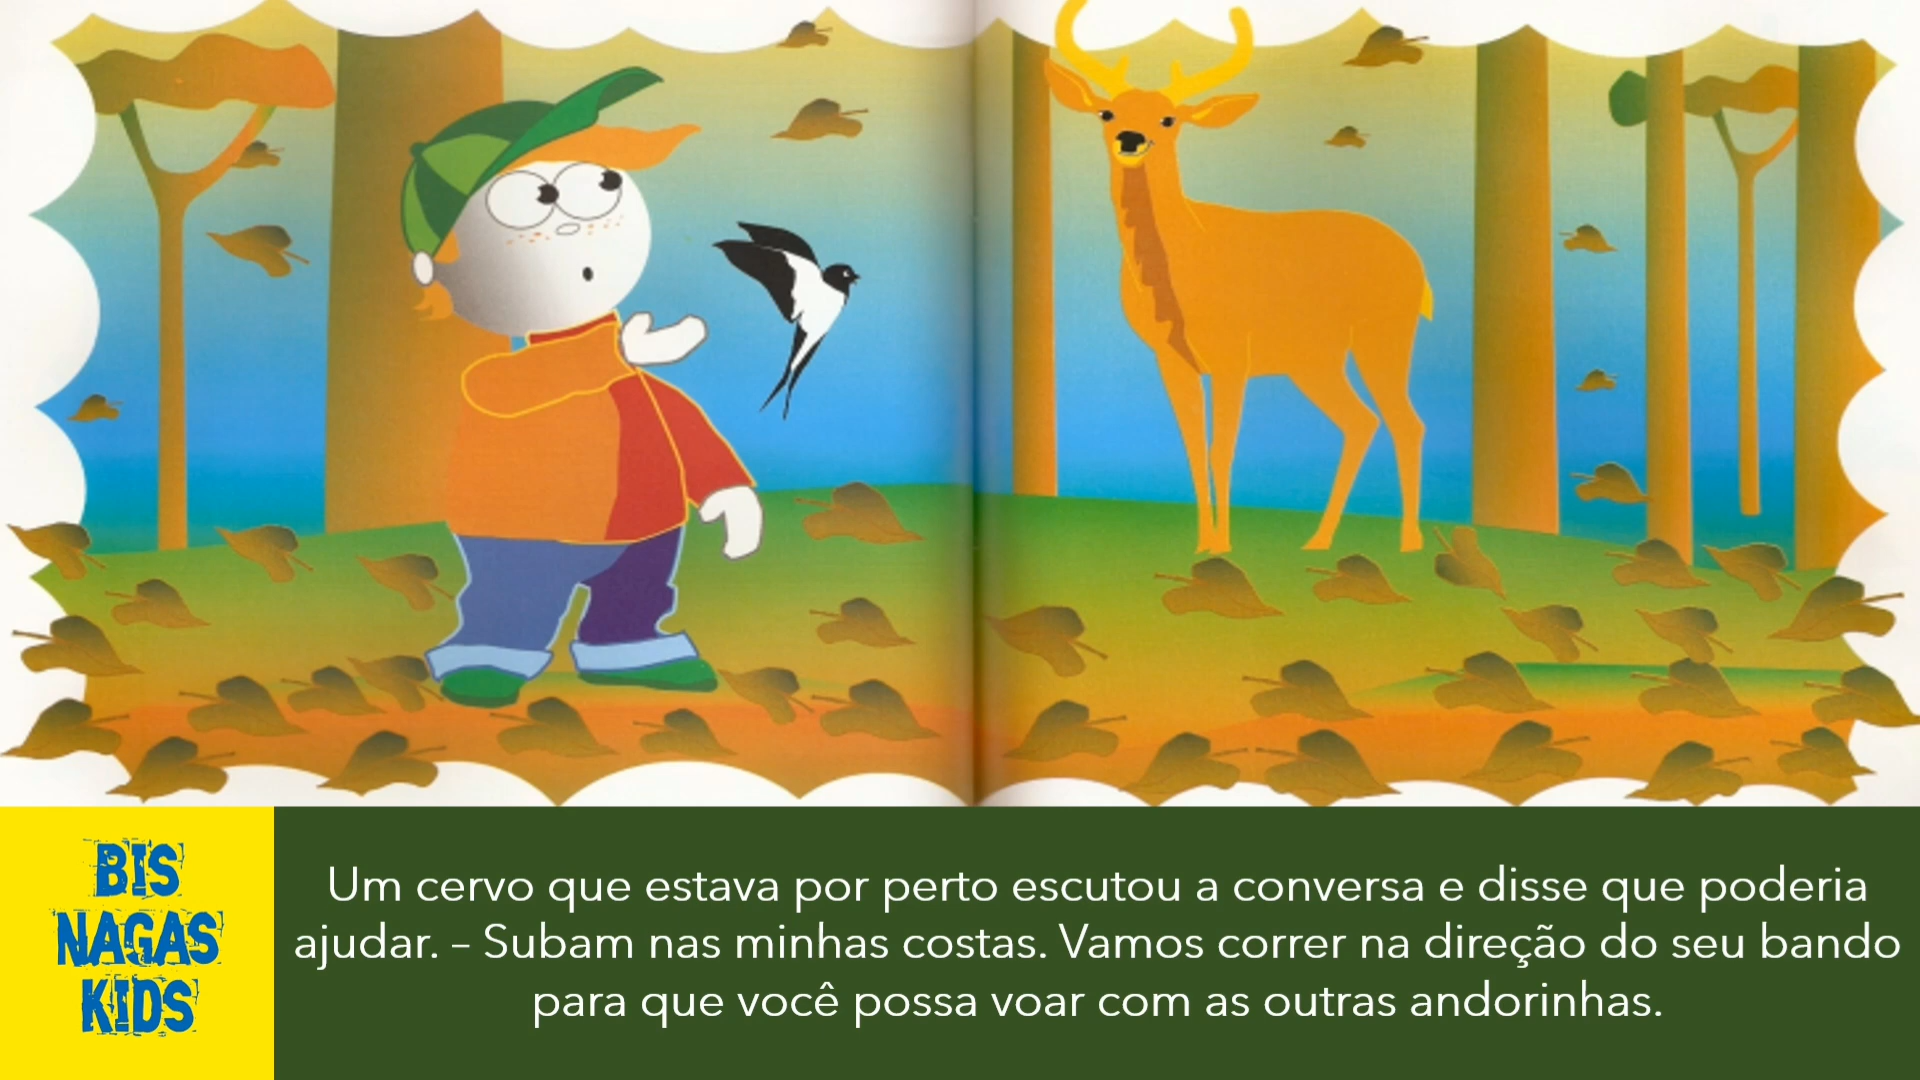 BIS
NAGAS
KIDS
Um cervo que estava por perto escutou a conversa e disse que poderia
ajudar. – Subam nas minhas costas. Vamos correr na direção do seu bando
para que você possa voar com as outras andorinhas.